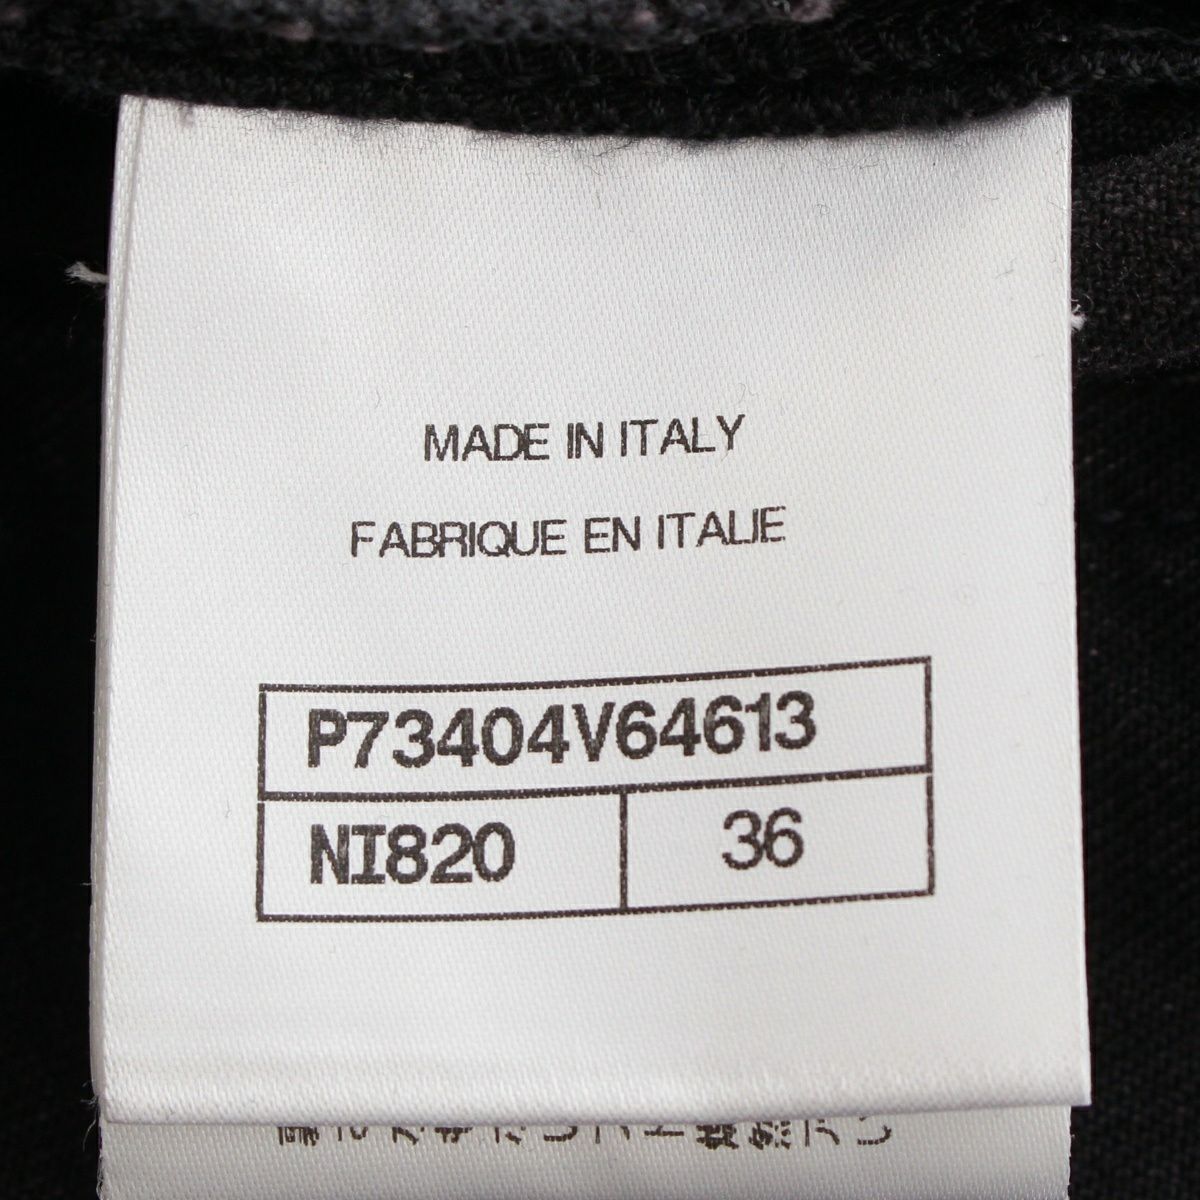 MADE IN ITALY
FABRIQUE EN ITALIE
P73404V64613
NI820 36